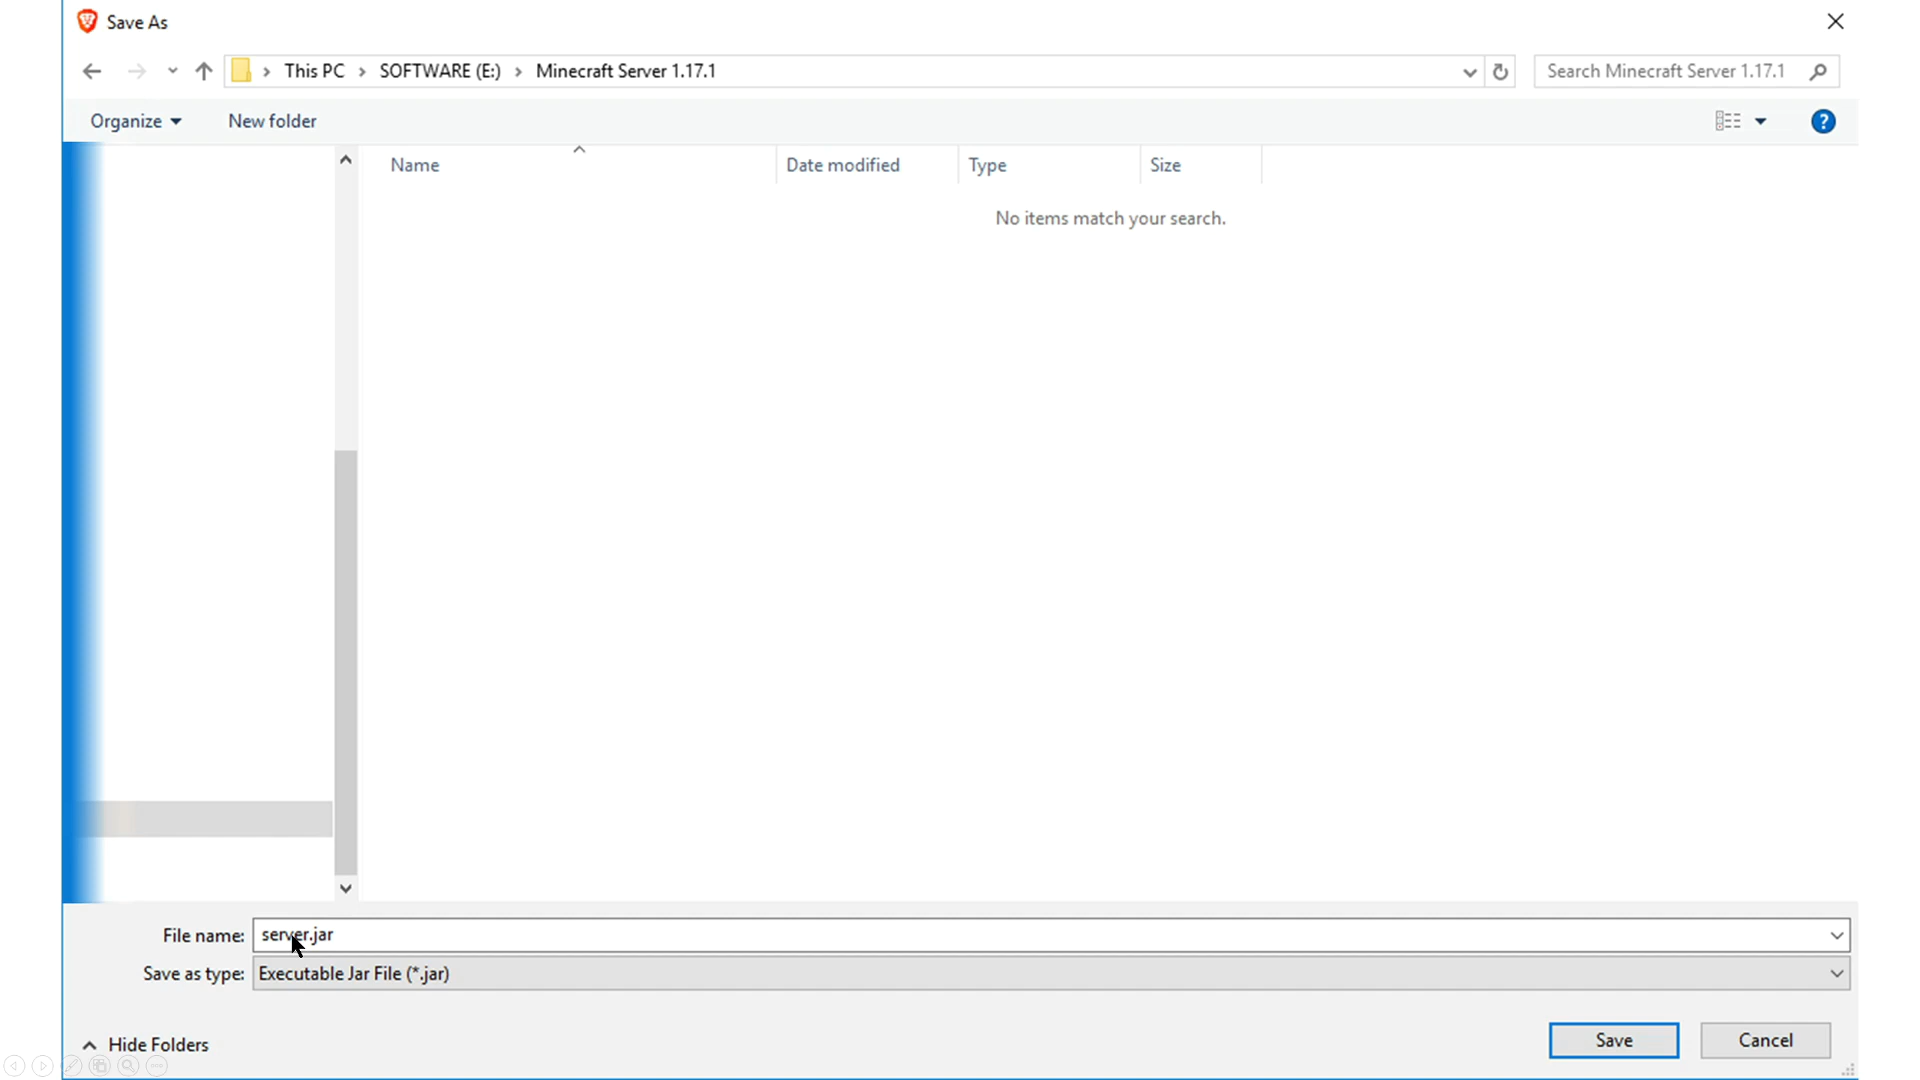 Save As
This PC > SOFTWARE (E:) > Minecraft Server 1.17.1
Search Minecraft Server 1.17.1
Organize
New folder
Name
Date modified
Type
Size
No items match your search.
File name: server.jar
Save as type: Executable Jar File (*.jar)
Hide Folders
Save
Cancel